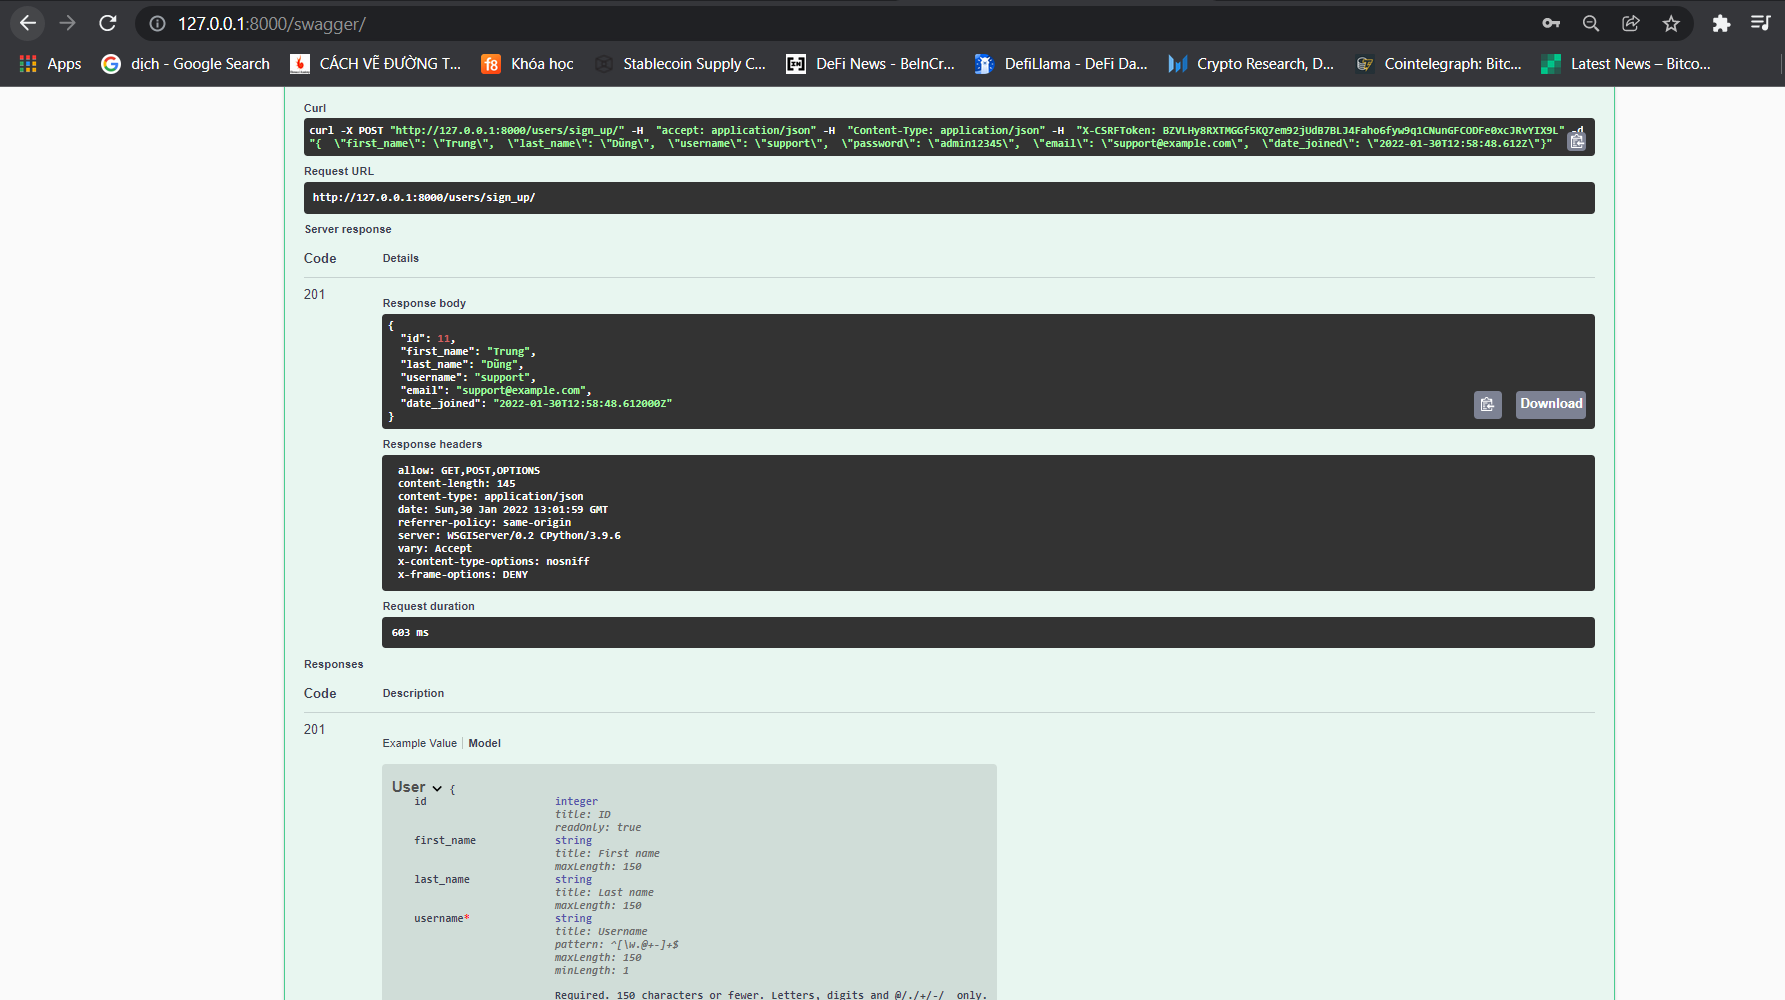 127.0.0.1:8000/swagger/
Apps
dịch - Google Search
CÁCH VẼ ĐƯỜNG T...
f8
Khóa học
Stablecoin Supply C...
DeFi News - BeInCr...
DefiLlama - DeFi Da...
Crypto Research, D...
Cointelegraph: Bitc...
Latest News – Bitco...
Curl
curl -X POST "http://127.0.0.1:8000/users/sign_up/" -H  "accept: application/json" -H  "Content-Type: application/json" -H  "X-CSRFToken: BZVLHy8RXTMGGf5KQ7em92jUdB7BLJ4Faho6fyw9q1CNunGFCODFe0xcJRvYIX9L" -d
"{  \"first_name\": \"Trung\",  \"last_name\": \"Dũng\",  \"username\": \"support\",  \"password\": \"admin12345\",  \"email\": \"support@example.com\",  \"date_joined\": \"2022-01-30T12:58:48.612Z\"}"
Request URL
http://127.0.0.1:8000/users/sign_up/
Server response
Code
Details
201
Response body
{
"id": 11,
"first_name": "Trung",
"last_name": "Dũng",
"username": "support",
"email": "support@example.com",
"date_joined": "2022-01-30T12:58:48.612000Z"
}
Download
Response headers
allow: GET,POST,OPTIONS
content-length: 145
content-type: application/json
date: Sun,30 Jan 2022 13:01:59 GMT
referrer-policy: same-origin
server: WSGIServer/0.2 CPython/3.9.6
vary: Accept
x-content-type-options: nosniff
x-frame-options: DENY
Request duration
603 ms
Responses
Code
Description
201
Example Value
Model
User {
id
integer
title: ID
readOnly: true
first_name
string
title: First name
maxLength: 150
last_name
string
title: Last name
maxLength: 150
username*
string
title: Username
pattern: ^[\w.@+-]+$
maxLength: 150
minLength: 1
Required. 150 characters or fewer. Letters, digits and @/./+/-/  only.